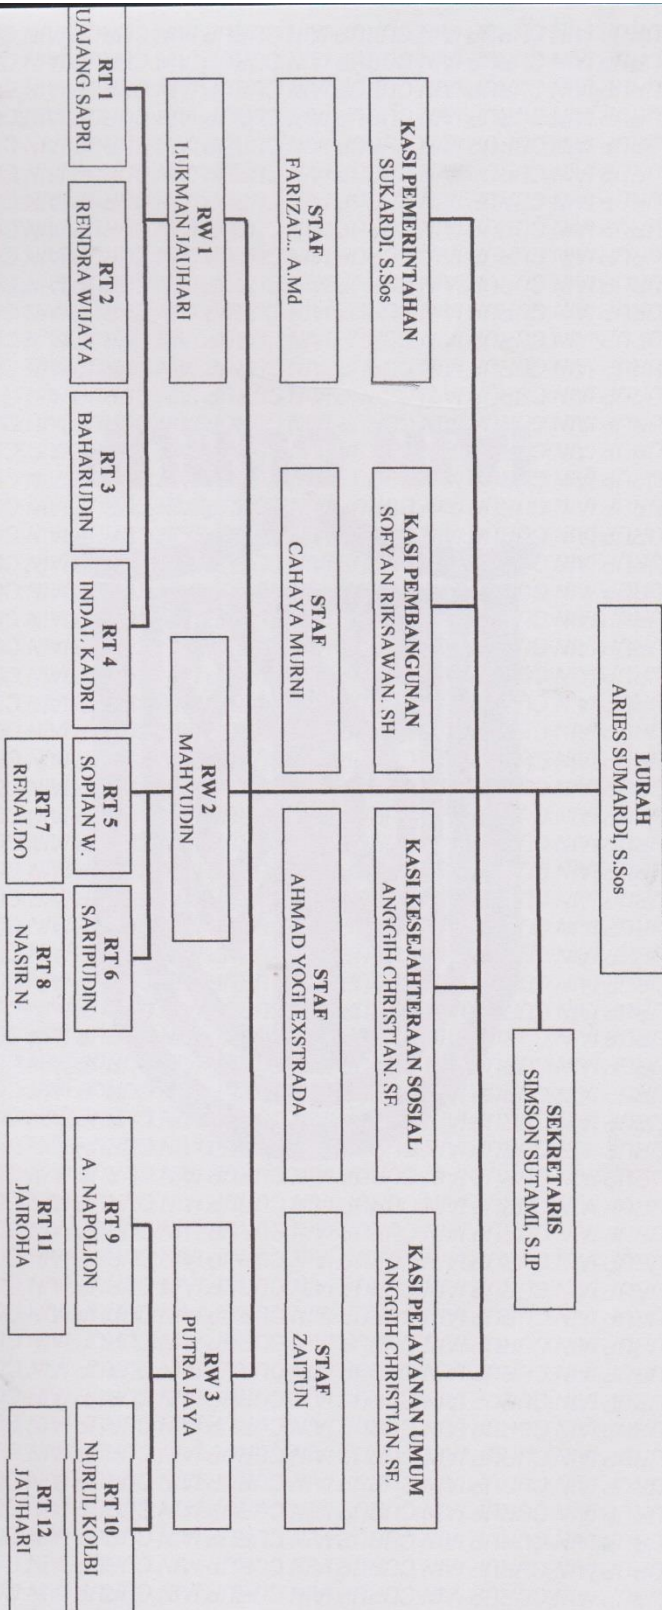 LURAH
ARIES SUMARDI, S.Sos
SEKRETARIS
SIMSON SUTAMI, S.IP
KASI PEMERINTAHAN
SUKARDI. S.Sos
KASI PEMBANGUNAN
SOFYAN RIKSAWAN. SH
KASI KESEJAHTERAAN SOSIAL
ANGGIH CHRISTIAN. SE
KASI PELAYANAN UMUM
ANGGIH CHRISTIAN. SE
STAF
FARIZAL.. A.Md
STAF
CAHAYA MURNI
STAF
AHMAD YOGI EXSTRADA
STAF
ZAITUN
RW 1
LUKMAN JAUHARI
RW 2
MAHYUDIN
RW 3
PUTRA JAYA
RT 1
UAJANG SAPRI
RT 2
RENDRA WIJAYA
RT 3
BAHARUDIN
RT 4
INDAL KADRI
RT 5
SOPIAN W.
RT 6
SARIPUDIN
RT 7
RENALDO
RT 8
NASIR N.
RT 9
A. NAPOLION
RT 10
NURUL KOLBI
RT 11
JAIROHA
RT 12
JAUHARI